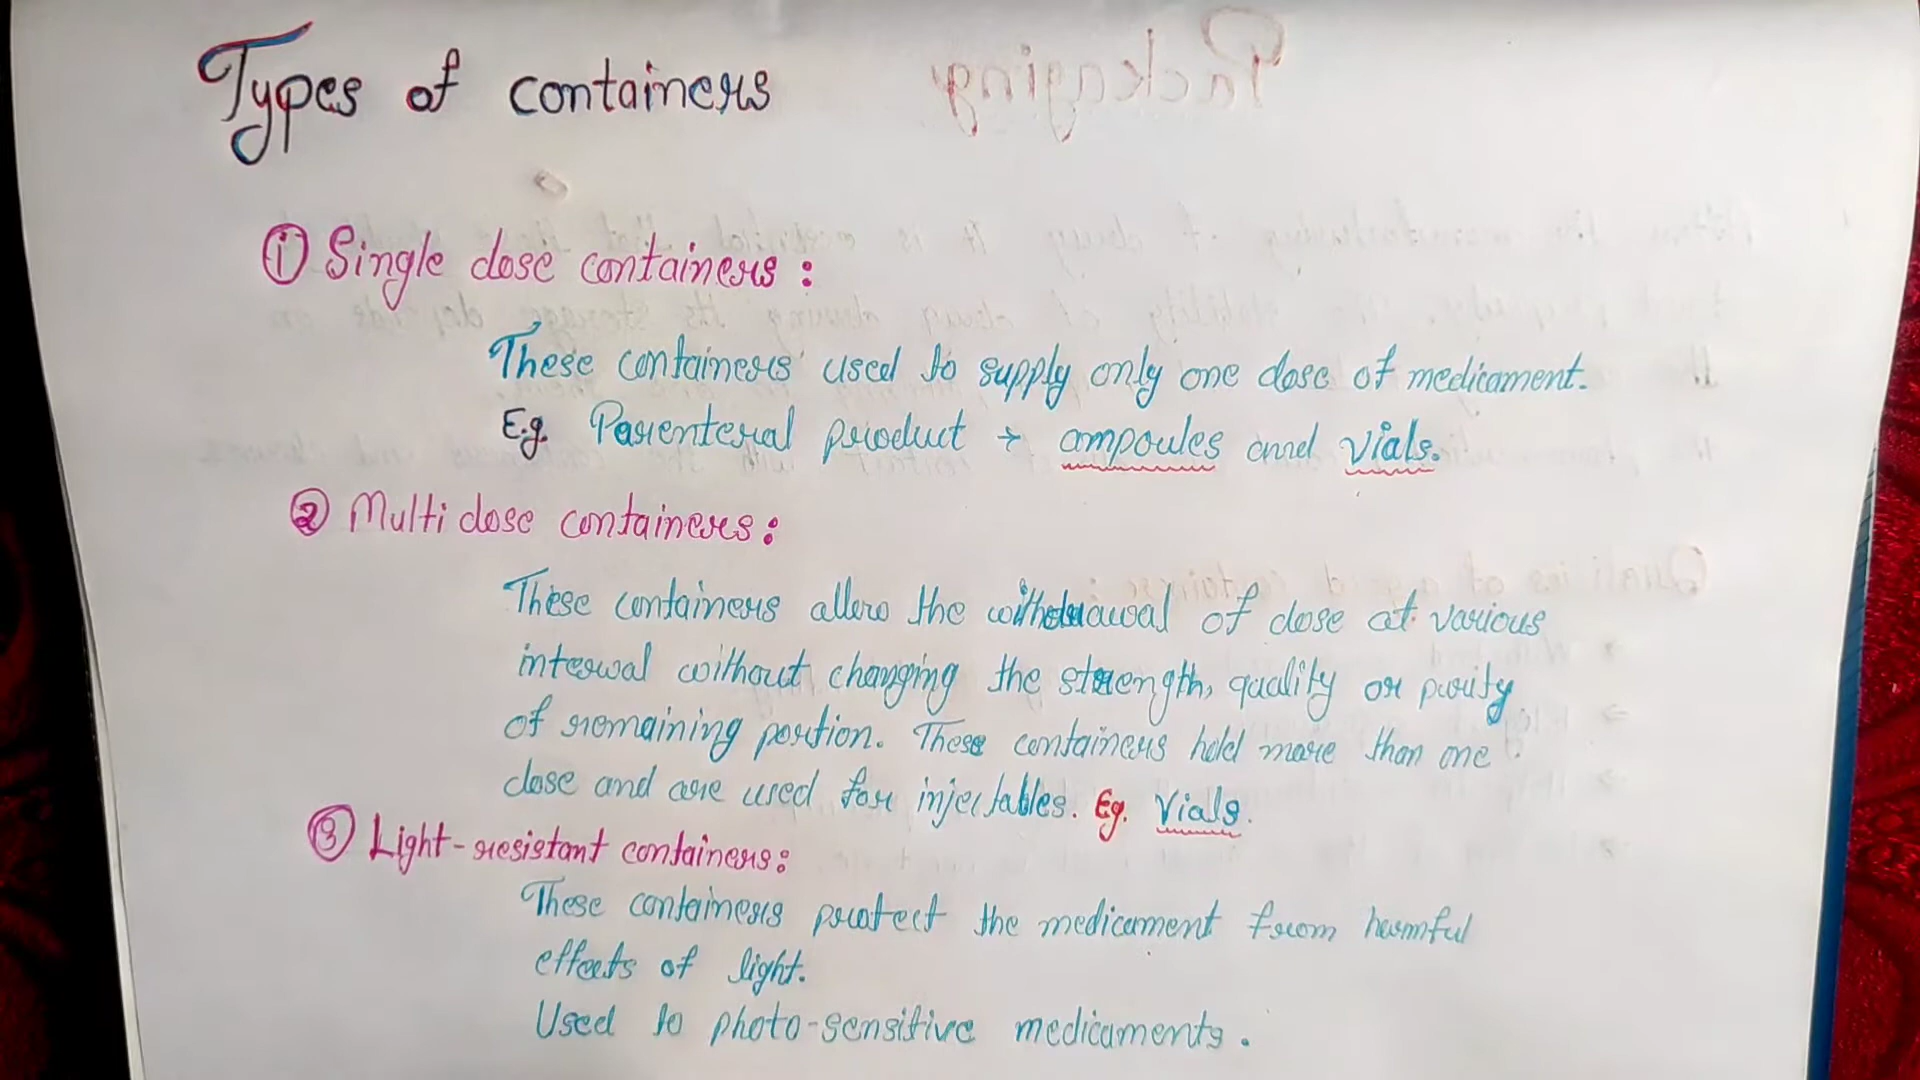 Types of containers
Packaging
① Single dose containers :
These containers used to supply only one dose of medicament.
E.g. Parenteral product → ampoules and vials.
② Multi dose containers :
These containers allow the withdrawal of dose at various
interval without changing the strength, quality or purity
of remaining portion. These containers hold more than one
dose and are used for injectables. Eg. Vials.
③ Light-resistant containers :
These containers protect the medicament from harmful
effects of light.
Used to photo-sensitive medicaments.